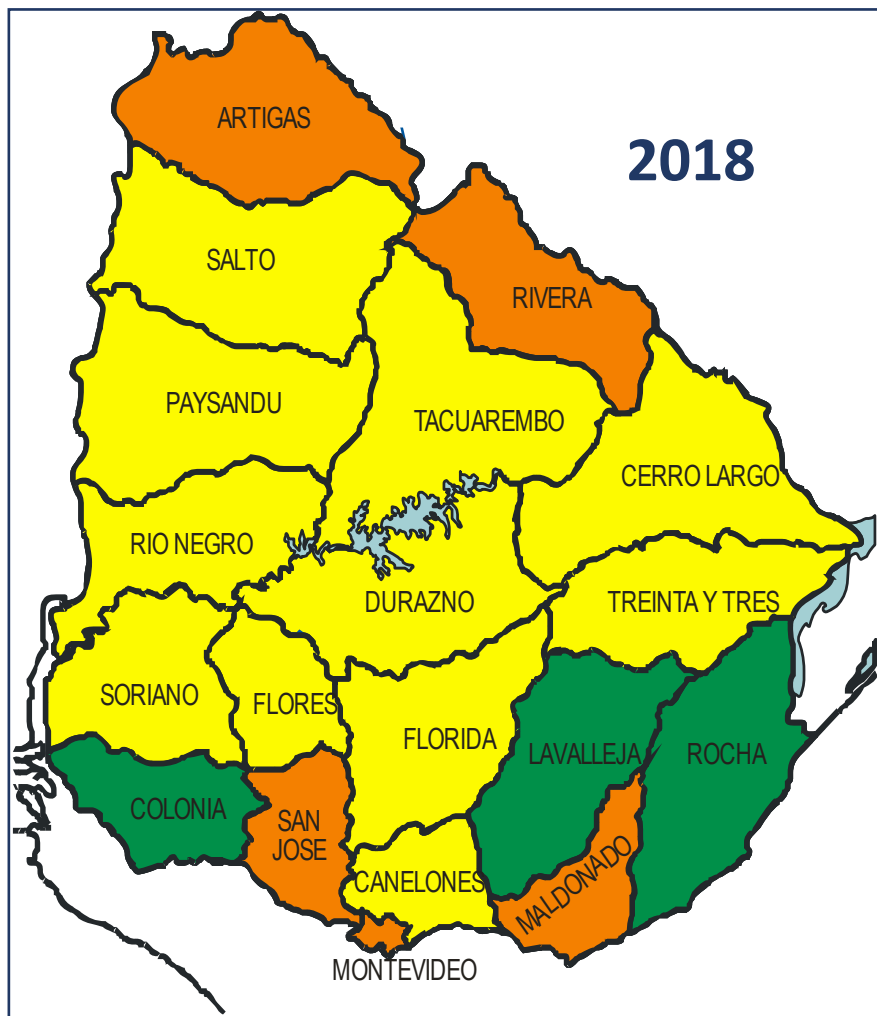 ARTIGAS
2018
SALTO
RIVERA
PAYSANDU
TACUAREMBO
CERRO LARGO
RIO NEGRO
DURAZNO
TREINTA Y TRES
SORIANO
FLORES
FLORIDA
LAVALLEJA
ROCHA
COLONIA
SAN
JOSE
CANELONES
MALDONADO
MONTEVIDEO